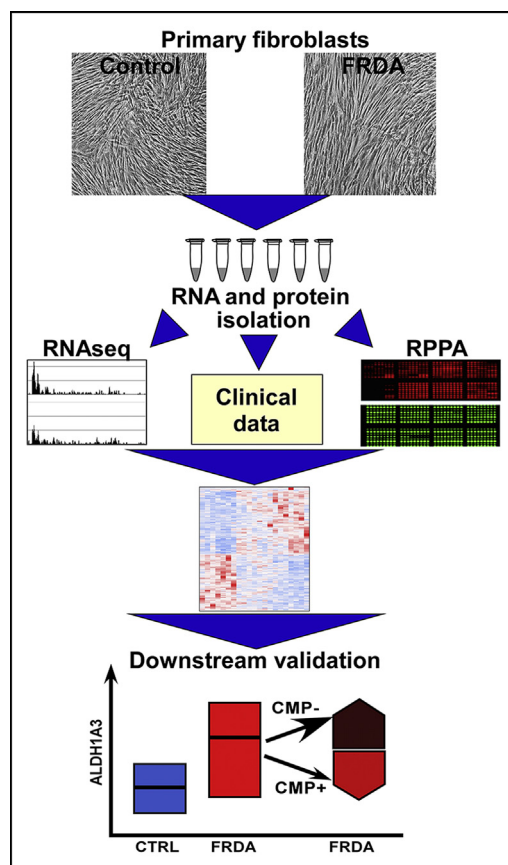 Primary fibroblasts
Control FRDA
RNA and protein
isolation
RNAseq RPPA
Clinical
data
Downstream validation
ALDH1A3
CMP-
CMP+
CTRL FRDA FRDA